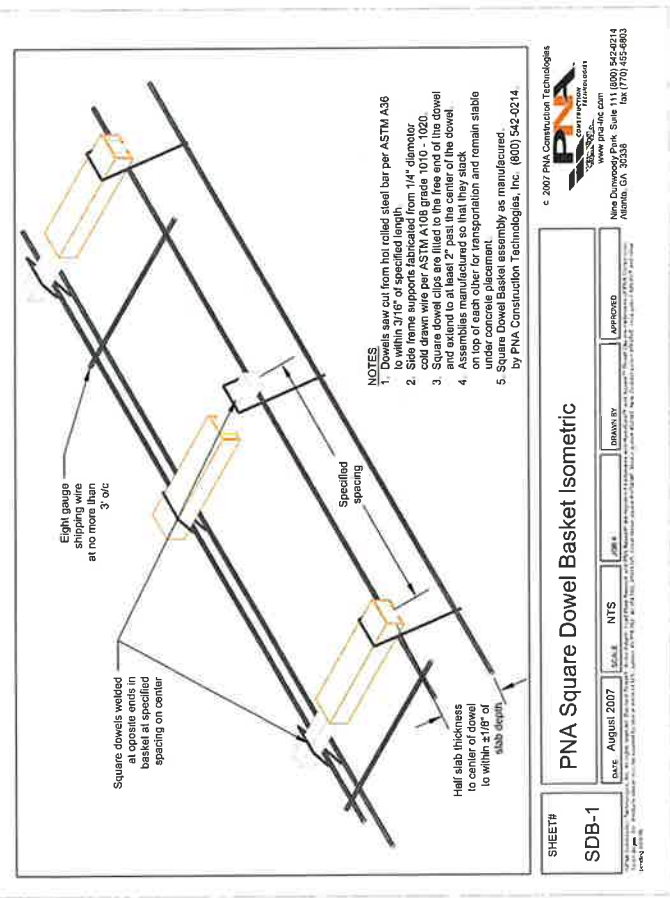 Eight gauge
shipping wire
at no more than
3' o/c
Square dowels welded
at oposite ends in
basket at specified
spacing on center
Specified
spacing
Half slab thickness
to center of dowel
to within ±1/8" of
slab depth
NOTES
1. Dowels saw cut from hot rolled steel bar per ASTM A36
to within 3/16" of specified length.
2. Side freme supports fabricated from 1/4" diameter
cold drawn wire per ASTM A108 grade 1010 - 1020.
3. Square dowel clips are fitted to the free end of the dowel
and extend to at least 2" past the center of the dowel.
4. Assemblies manufactured so that they stack
on top of each other for transportation and remain stable
under concrete placement.
5. Square Dowel Basket assembly as manufactured
by PNA Construction Technologies, Inc. (800) 542-0214
SHEET#
SDB-1
PNA Square Dowel Basket Isometric
DATE August 2007
SCALE NTS
JOB #
DRAWN BY
APPROVED
c 2007 PNA Construction Technologies
PNA
CONSTRUCTION
TECHNOLOGIES
www.pna-inc.com
Nine Dunwoody Park Suite 111 (800) 542-0214
Atlanta, GA 30338 fax (770) 455-6803